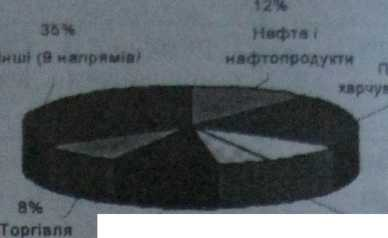 35%
12%
Інші (9 напрямів)
Нафта і
нафтопродукти
8%
Торгівля